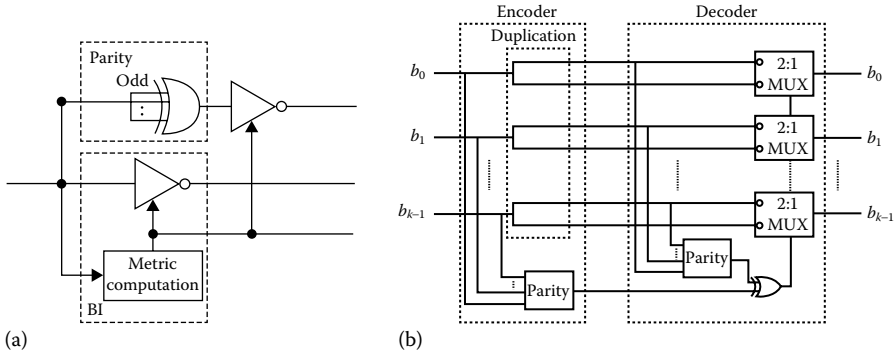 Parity
Odd
Metric
computation
BI
(a)
Encoder
Duplication
Decoder
b0
2:1
MUX
b0
b1
2:1
MUX
b1
bk−1
2:1
MUX
bk−1
Parity
Parity
(b)